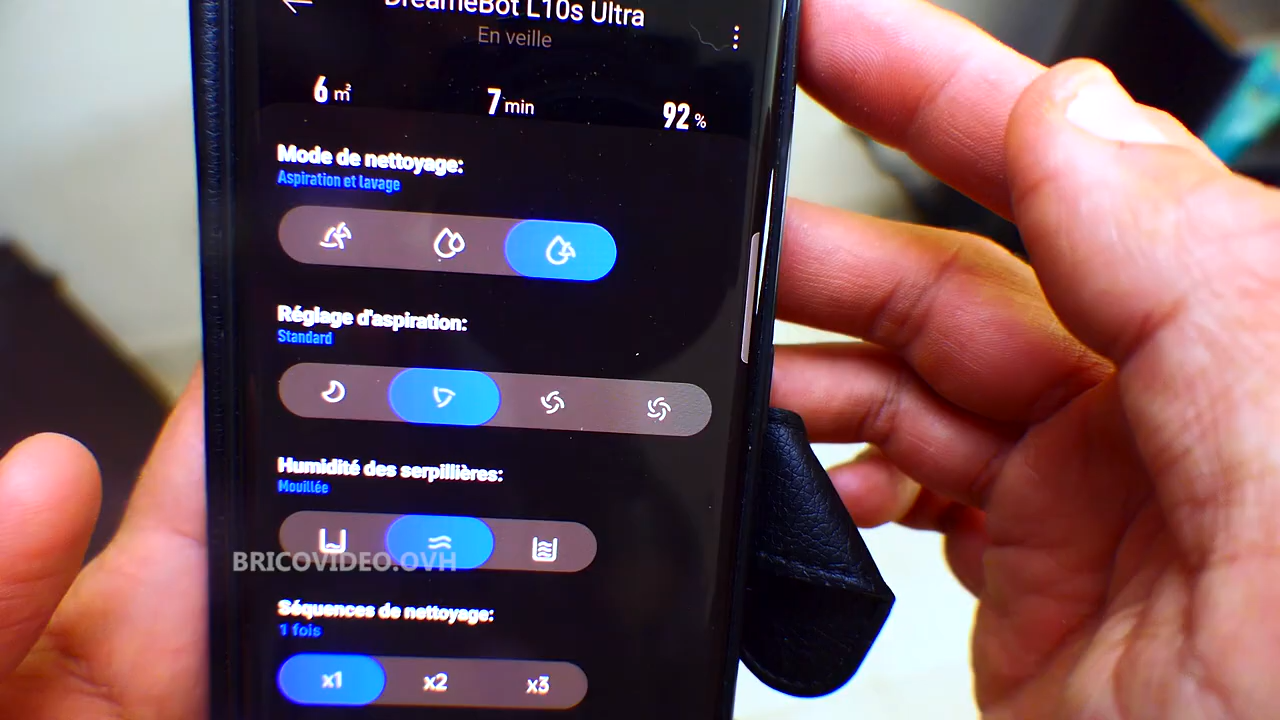 DreameBot L10s Ultra
En veille
6 m² 7 min 92 %
Mode de nettoyage:
Aspiration et lavage
Réglage d'aspiration:
Standard
Humidité des serpillières:
Mouillée
BRICOVIDEO.OVH
Séquences de nettoyage:
1 fois
x1 x2 x3